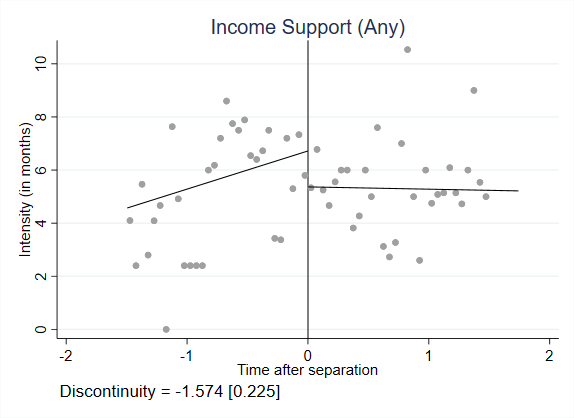 Income Support (Any)
Intensity (in months)
10
8
6
4
2
0
-2 -1 0 1 2
Time after separation
Discontinuity = -1.574 [0.225]